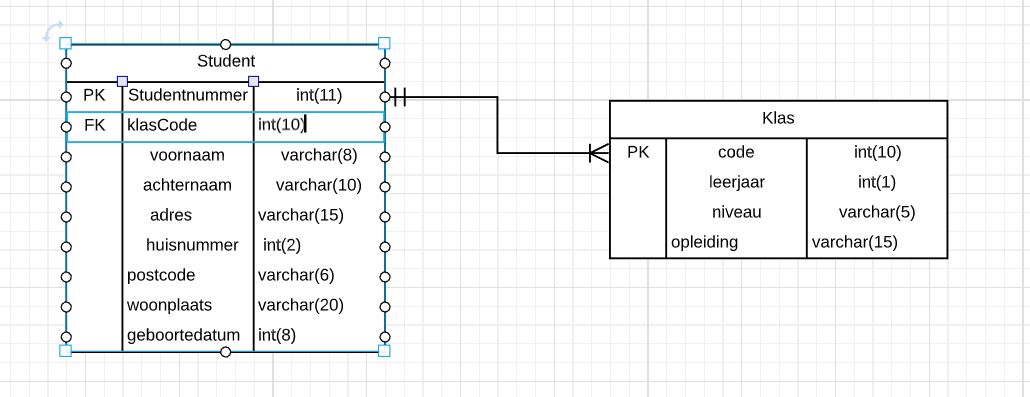 Student
PK Studentnummer int(11)
FK klasCode int(10)
voornaam varchar(8)
achternaam varchar(10)
adres varchar(15)
huisnummer int(2)
postcode varchar(6)
woonplaats varchar(20)
geboortedatum int(8)
Klas
PK code int(10)
leerjaar int(1)
niveau varchar(5)
opleiding varchar(15)